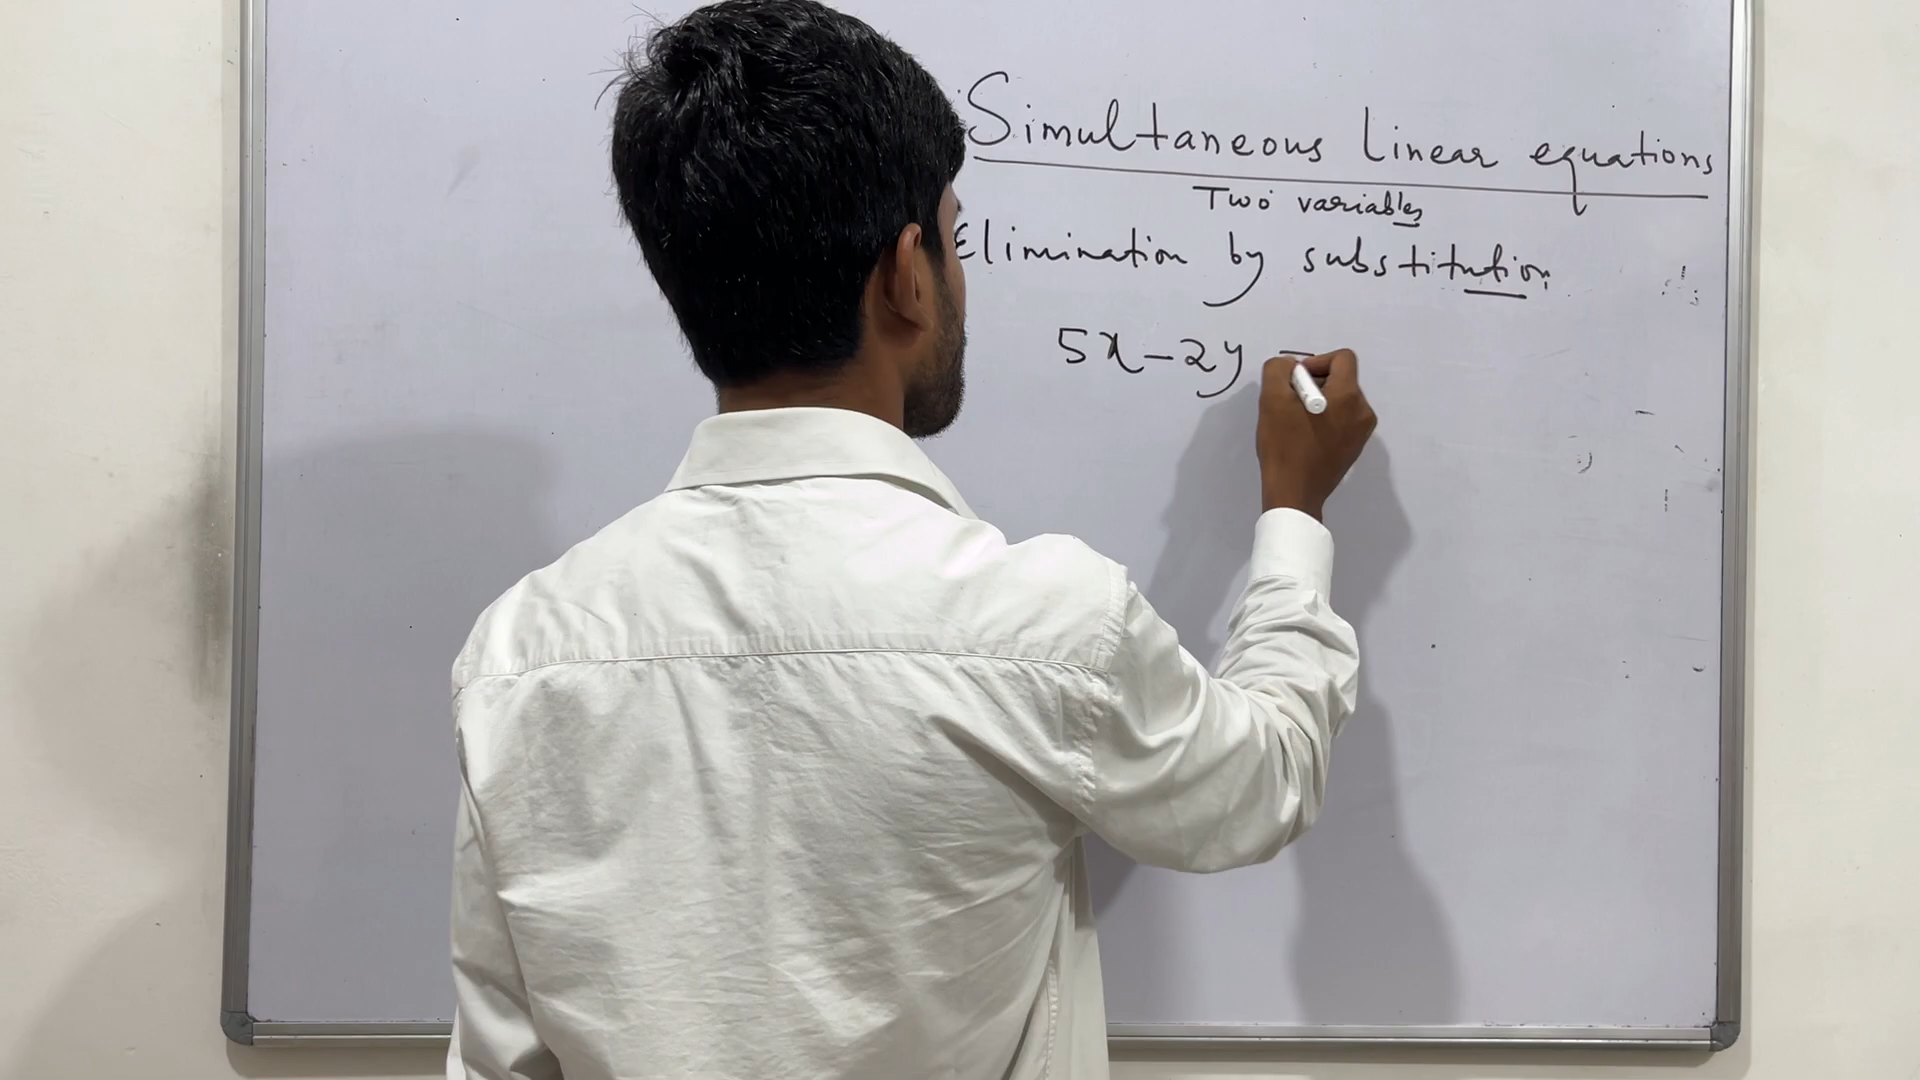 Simultaneous Linear equations
Two variables
Elimination by substitution
5x-2y =